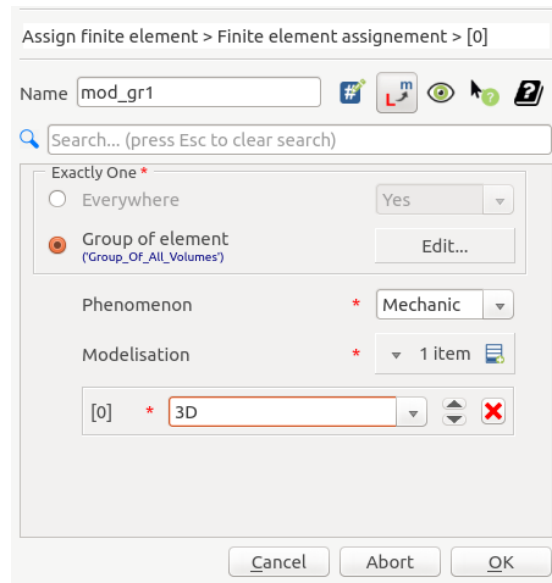 Assign finite element > Finite element assignement > [0]
Name mod_gr1
Search... (press Esc to clear search)
Exactly One *
Everywhere Yes
Group of element Edit...
('Group_Of_All_Volumes')
Phenomenon * Mechanic
Modelisation * 1 item
[0] * 3D
Cancel Abort OK